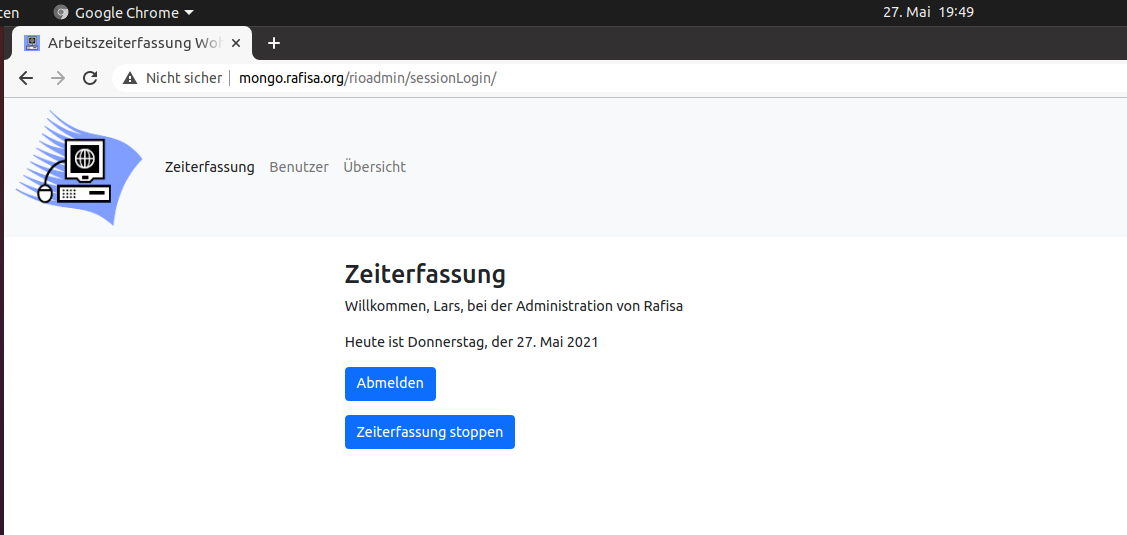 ten Google Chrome 27. Mai 19:49
Arbeitszeiterfassung Wo
Nicht sicher mongo.rafisa.org/rioadmin/sessionLogin/
Zeiterfassung Benutzer Übersicht
Zeiterfassung
Willkommen, Lars, bei der Administration von Rafisa
Heute ist Donnerstag, der 27. Mai 2021
Abmelden
Zeiterfassung stoppen